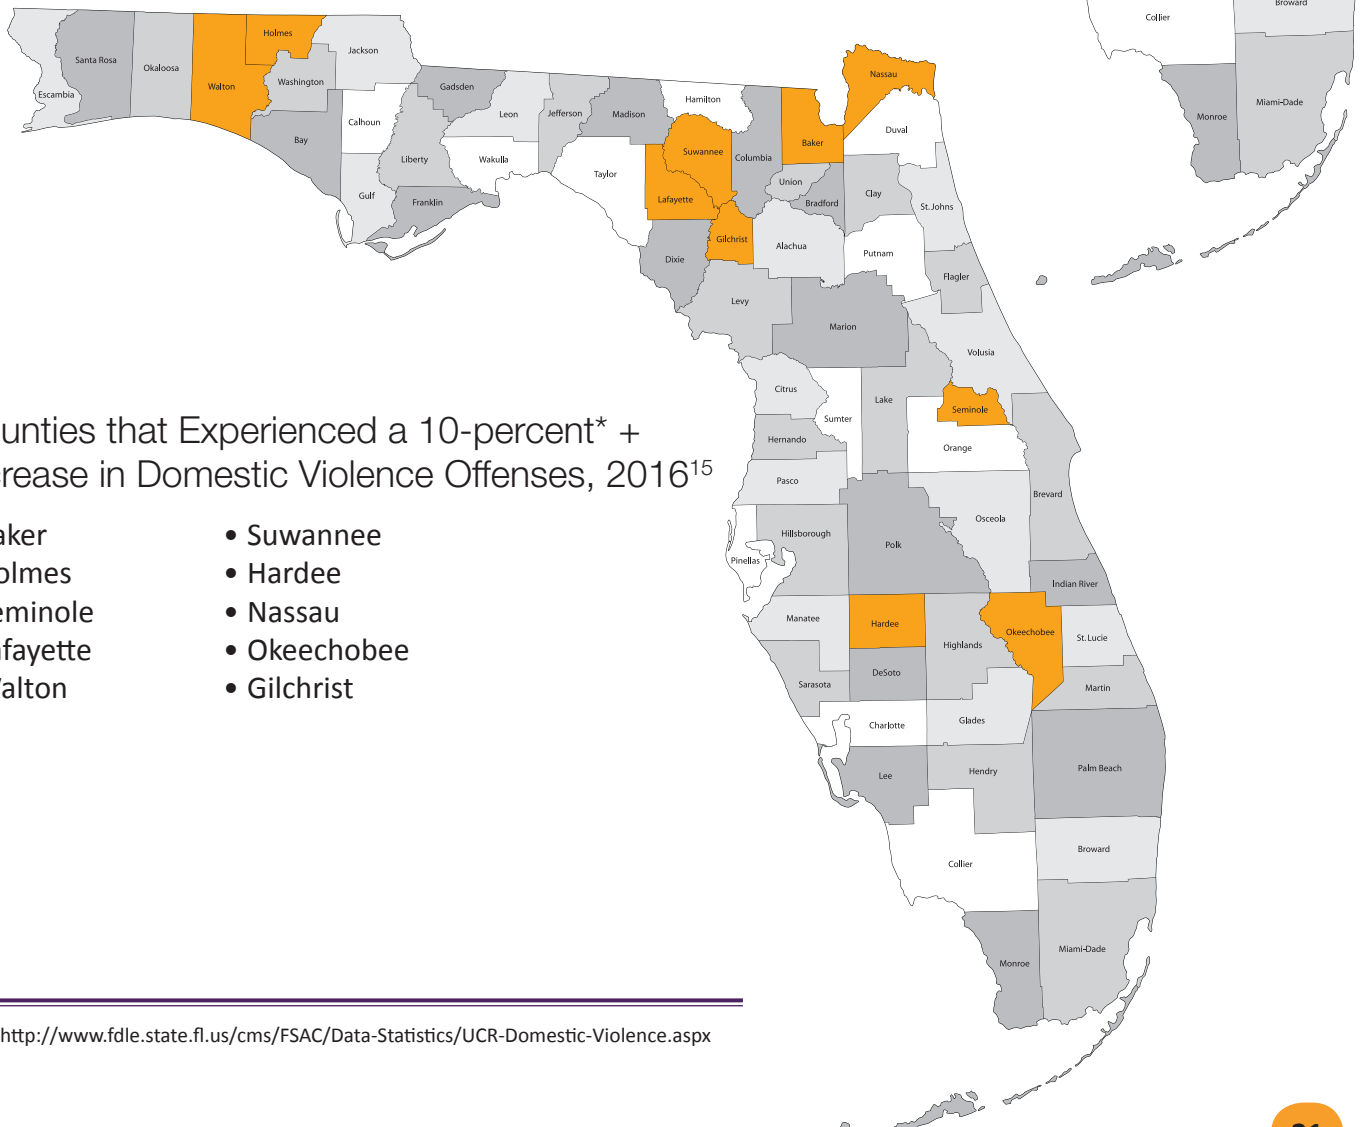 Broward
Collier
Miami-Dade
Monroe
Holmes
Jackson
Santa Rosa
Okaloosa
Walton
Washington
Escambia
Gadsden
Calhoun
Bay
Leon
Jefferson
Madison
Hamilton
Nassau
Duval
Baker
Suwannee
Columbia
Liberty
Wakulla
Taylor
Gulf
Franklin
Lafayette
Union
Bradford
Clay
St. Johns
Gilchrist
Alachua
Putnam
Dixie
Flagler
Levy
Marion
Volusia
Citrus
Lake
Seminole
Sumter
Hernando
Orange
Pasco
Brevard
Osceola
Hillsborough
Polk
Pinellas
Indian River
Manatee
Hardee
Okeechobee
St. Lucie
Highlands
DeSoto
Sarasota
Martin
Charlotte
Glades
Lee
Hendry
Palm Beach
Broward
Collier
Miami-Dade
Monroe
unties that Experienced a 10-percent* +
crease in Domestic Violence Offenses, 2016¹⁵
aker
olmes
eminole
afayette
alton
• Suwannee
• Hardee
• Nassau
• Okeechobee
• Gilchrist
http://www.fdle.state.fl.us/cms/FSAC/Data-Statistics/UCR-Domestic-Violence.aspx